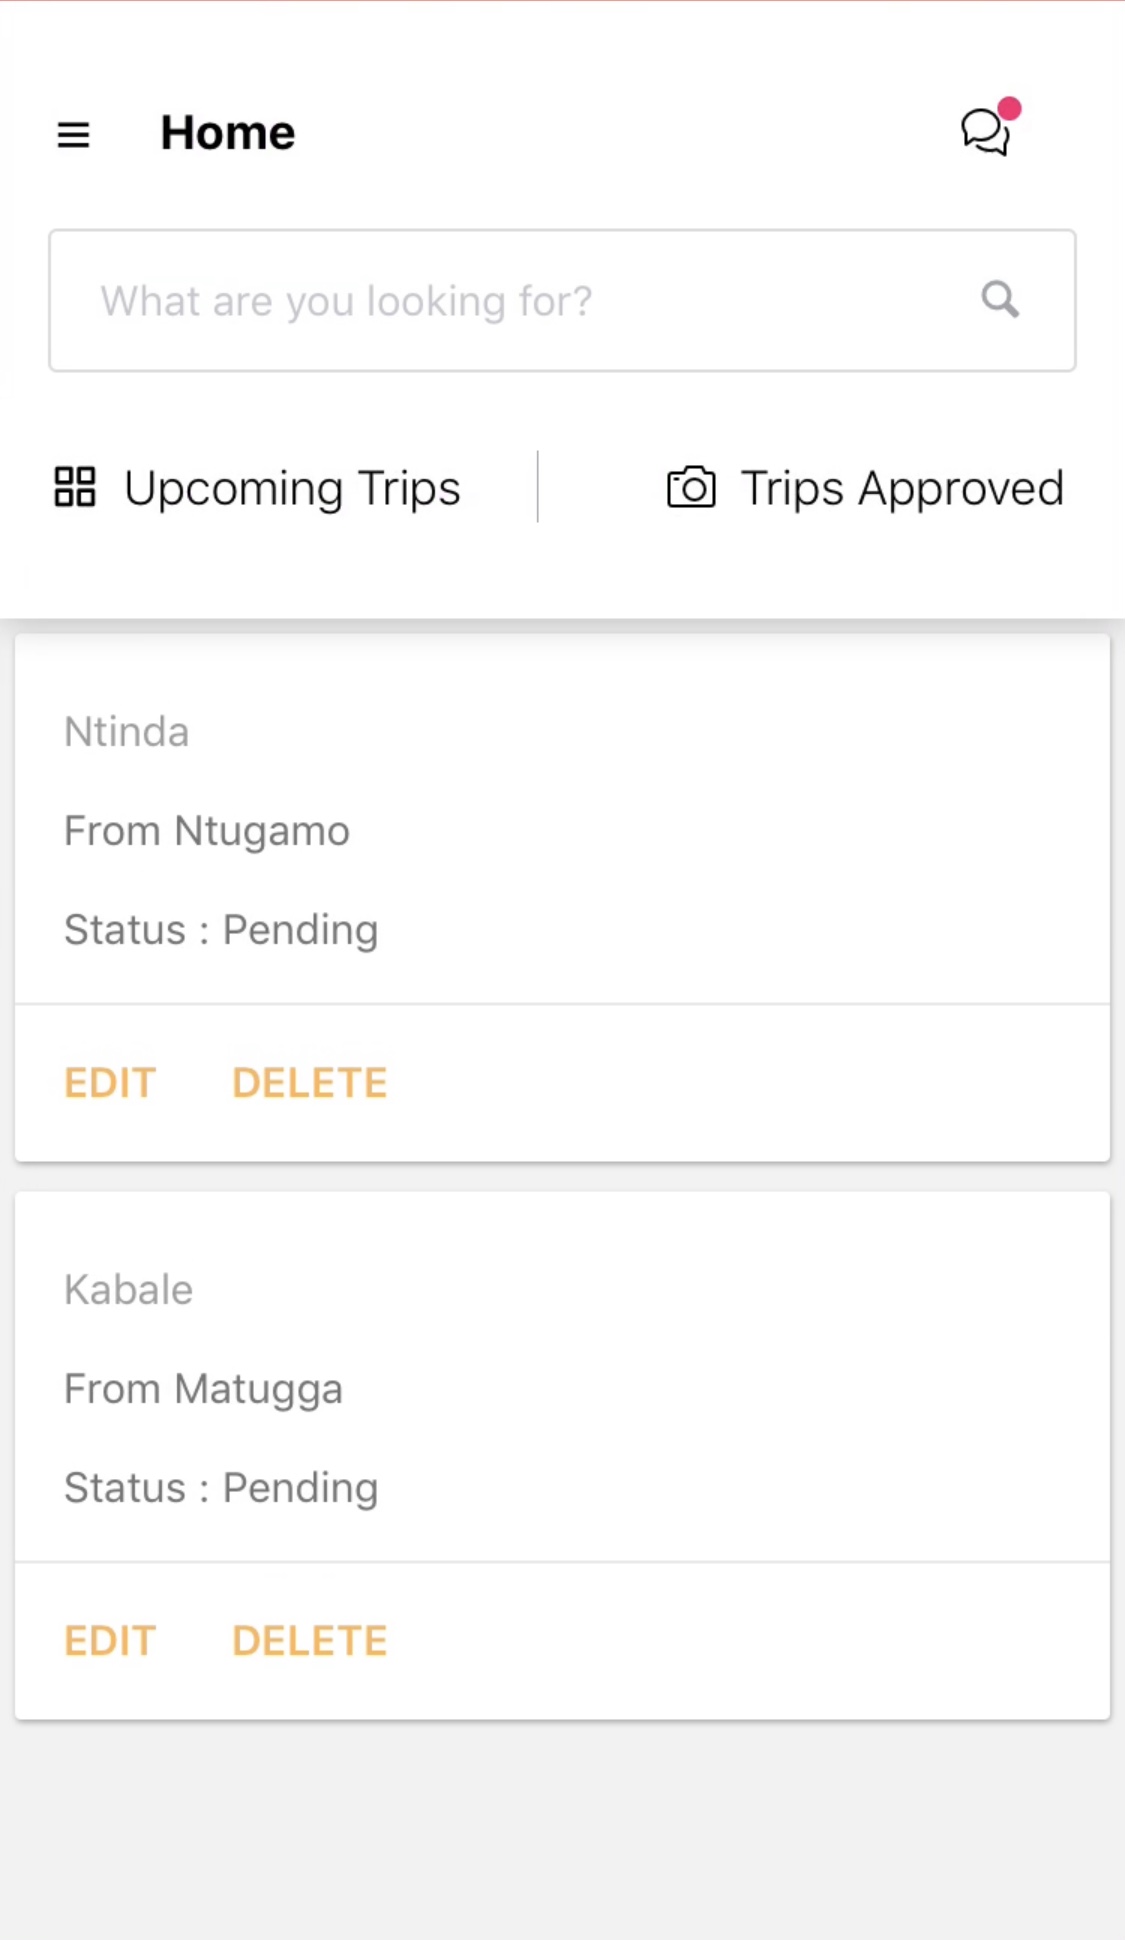 Home
What are you looking for?
Upcoming Trips
Trips Approved
Ntinda
From Ntugamo
Status : Pending
EDIT DELETE
Kabale
From Matugga
Status : Pending
EDIT DELETE